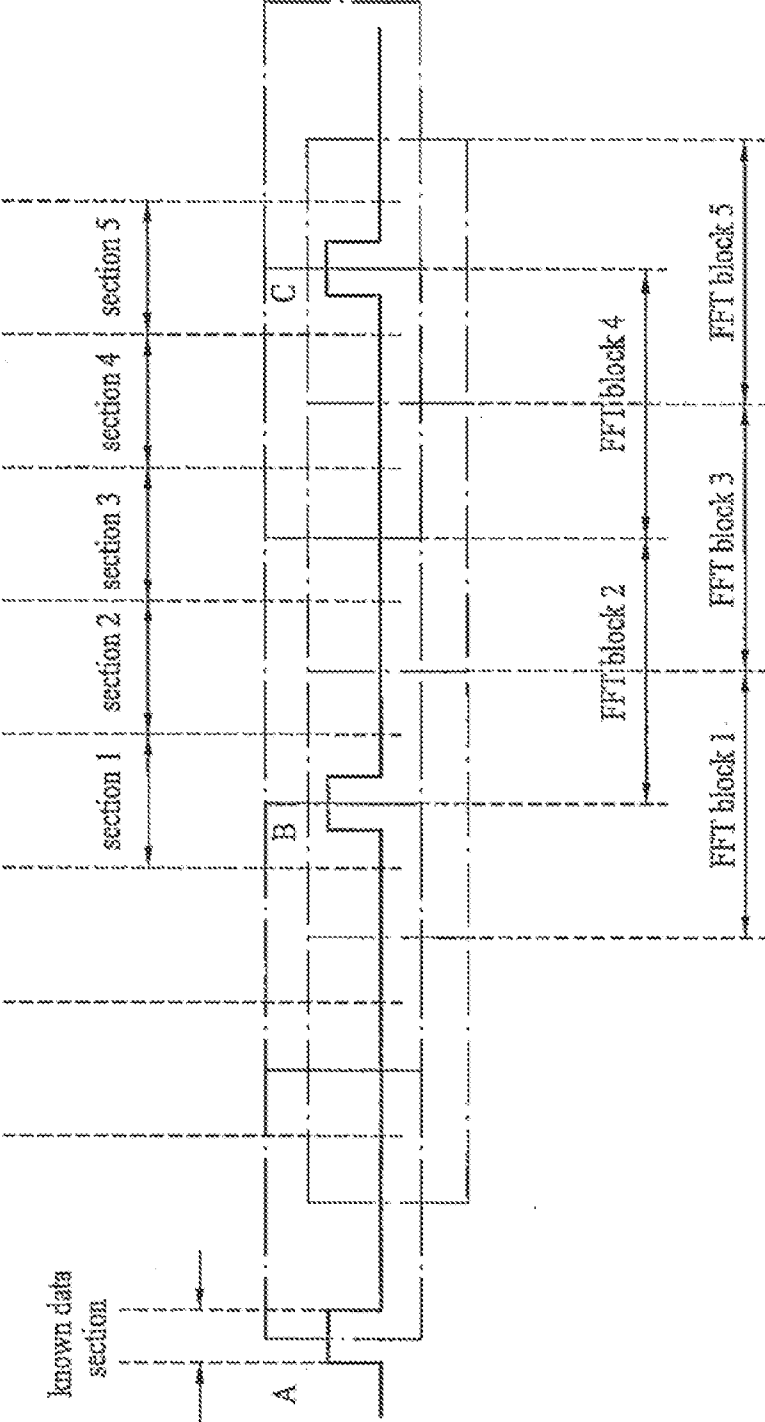 known data
section
section 1
section 2
section 3
section 4
section 5
A
B
C
FFT block 2
FFT block 4
FFT block 1
FFT block 3
FFT block 5